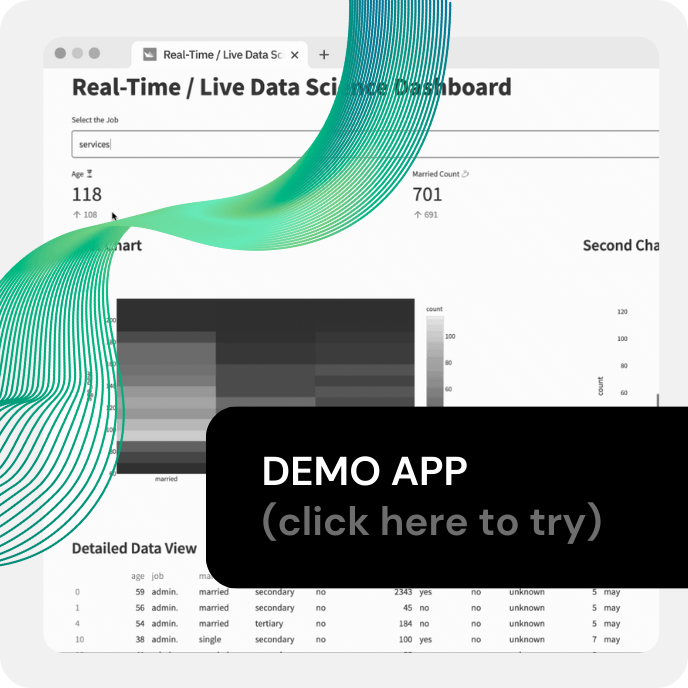 Real-Time / Live Data Sc
Real-Time / Live Data Science Dashboard
Select the Job
services
Age
118
↑ 108
Married Count
701
↑ 691
Chart
Second Cha
count
100
80
60
120
100
80
60
count
married
DEMO APP
(click here to try)
Detailed Data View
age job
0 59 admin. married secondary no 2343 yes no unknown 5 may
1 56 admin. married secondary no 45 no no unknown 5 may
4 54 admin. married tertiary no 184 no no unknown 5 may
10 38 admin. single secondary no 100 yes no unknown 7 may